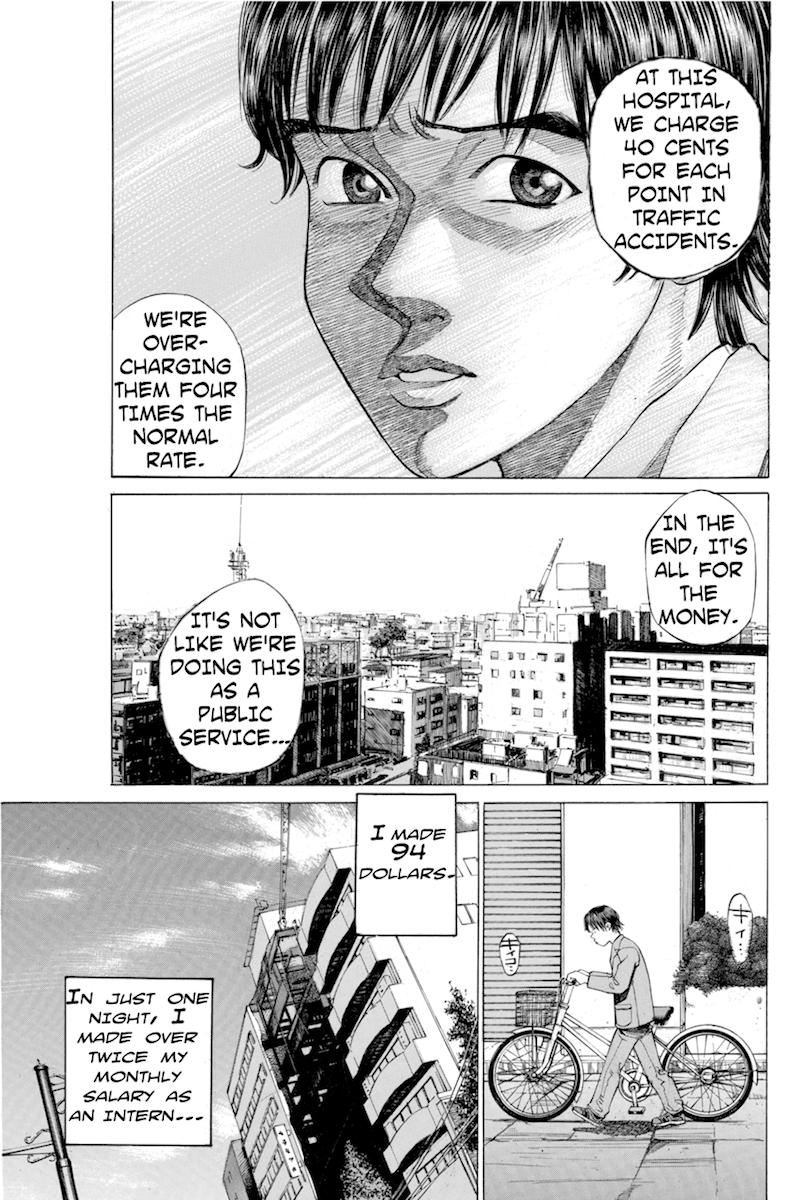 AT THIS
HOSPITAL,
WE CHARGE
40 CENTS
FOR EACH
POINT IN
TRAFFIC
ACCIDENTS.
WE'RE
OVER-
CHARGING
THEM FOUR
TIMES THE
NORMAL
RATE.
IN THE
END, IT'S
ALL FOR
THE
MONEY.
IT'S NOT
LIKE WE'RE
DOING THIS
AS A
PUBLIC
SERVICE...
キィ…
キィコ…
I MADE
94
DOLLARS.
IN JUST ONE
NIGHT, I
MADE OVER
TWICE MY
MONTHLY
SALARY AS
AN INTERN...